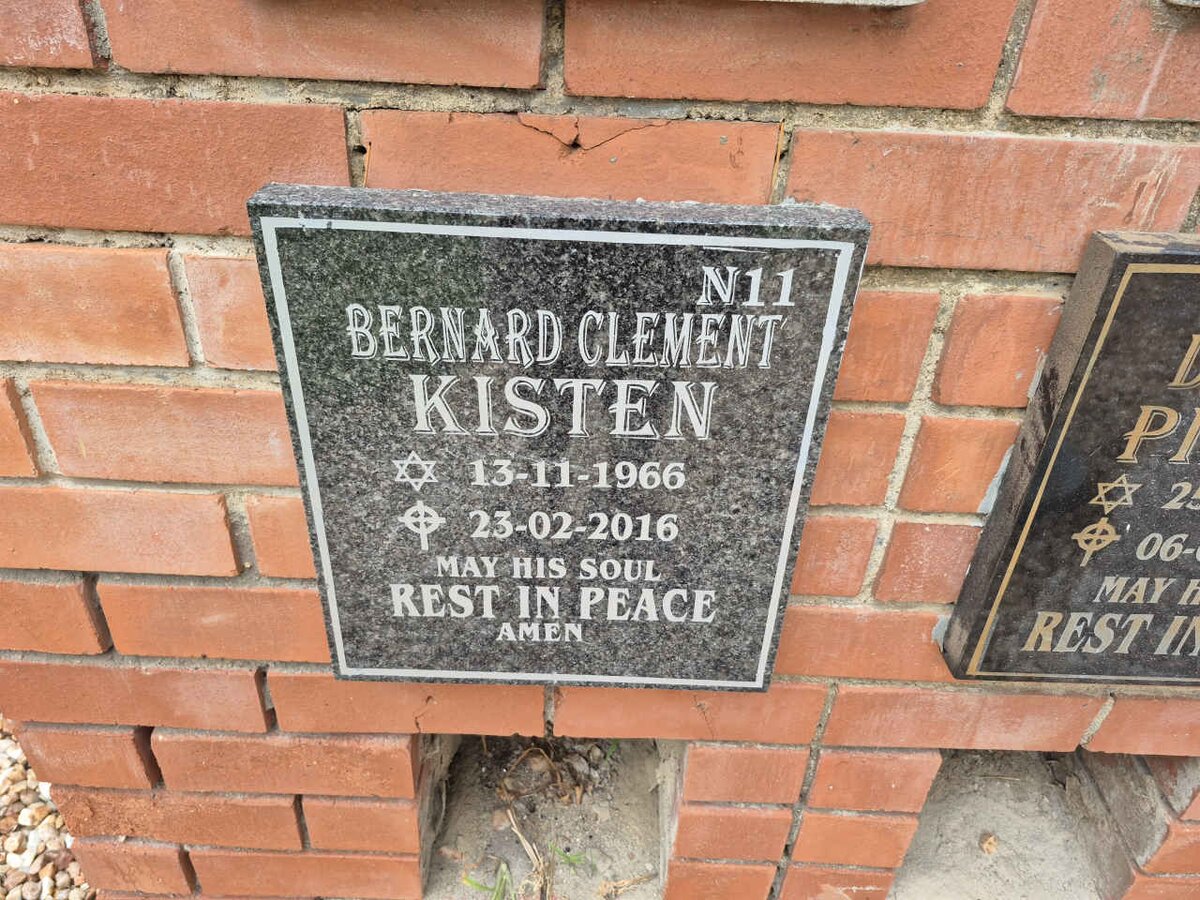 N11
BERNARD CLEMENT
KISTEN
13-11-1966
23-02-2016
MAY HIS SOUL
REST IN PEACE
AMEN
06-
MAY
REST IN